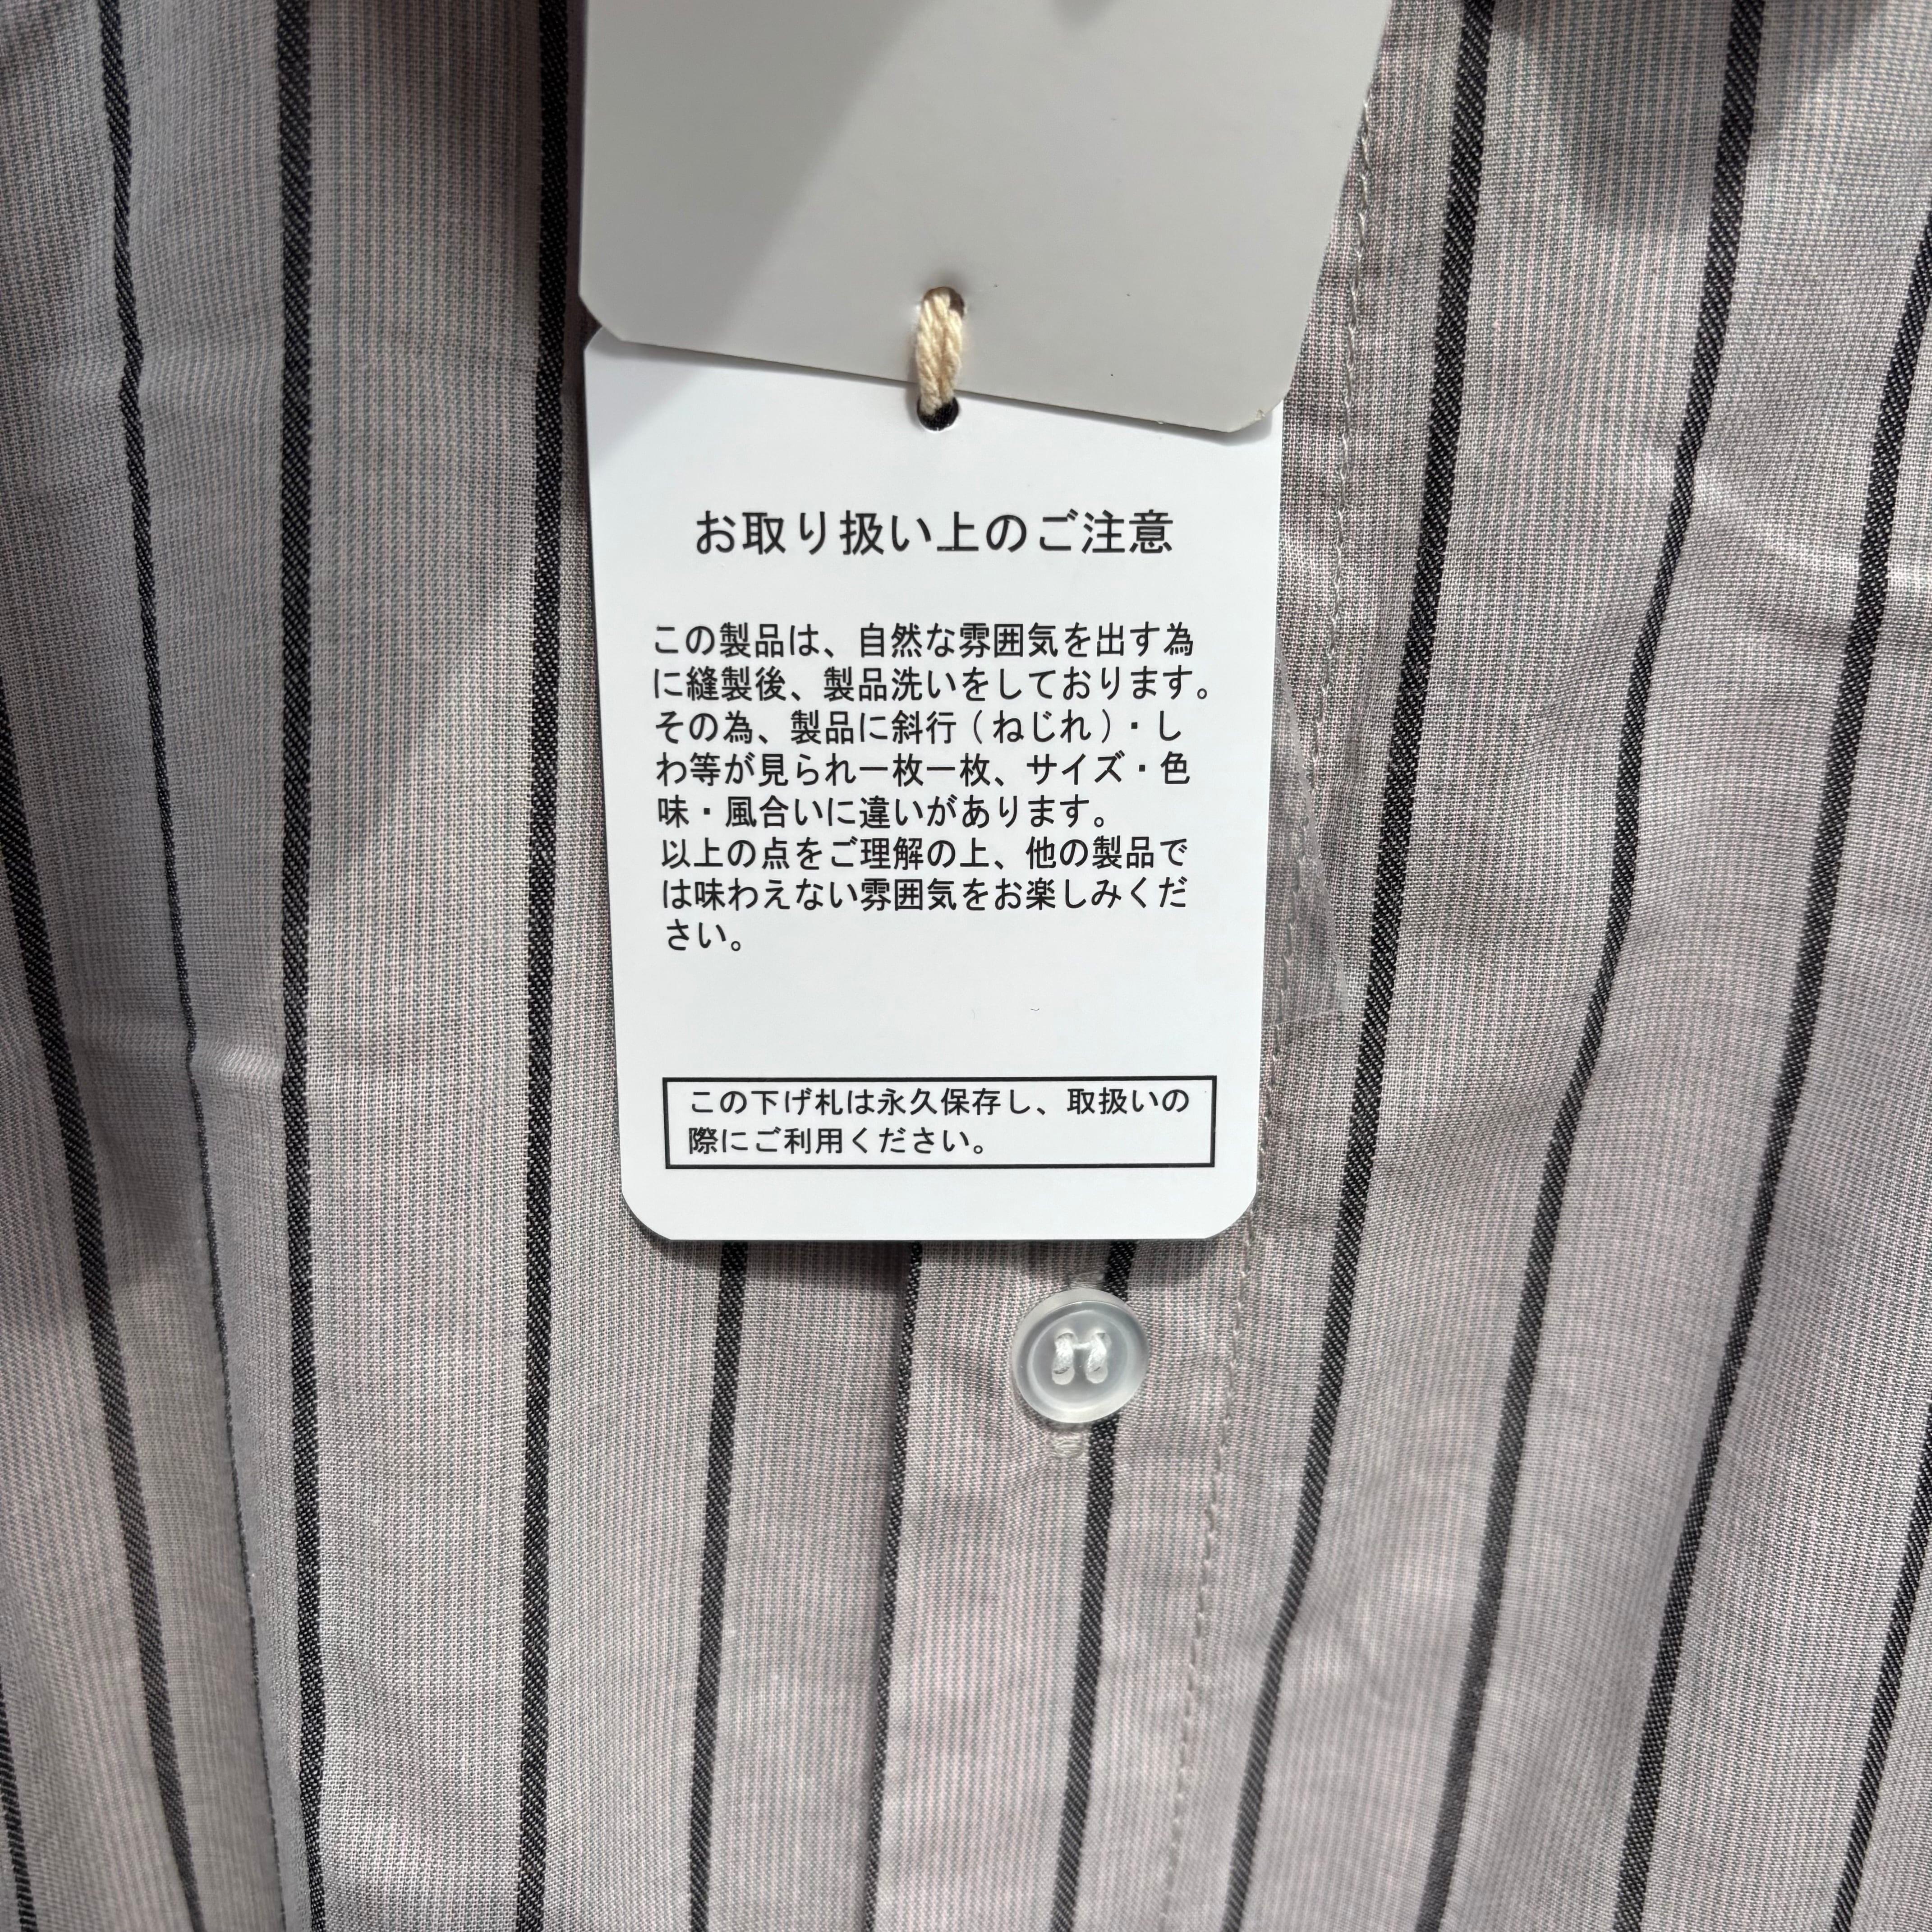 お取り扱い上のご注意
この製品は、自然な雰囲気を出す為
に縫製後、製品洗いをしております。
その為、製品に斜行(ねじれ)・し
わ等が見られ一枚一枚、サイズ・色
味・風合いに違いがあります。
以上の点をご理解の上、他の製品で
は味わえない雰囲気をお楽しみくだ
さい。
この下げ札は永久保存し、取扱いの
際にご利用ください。